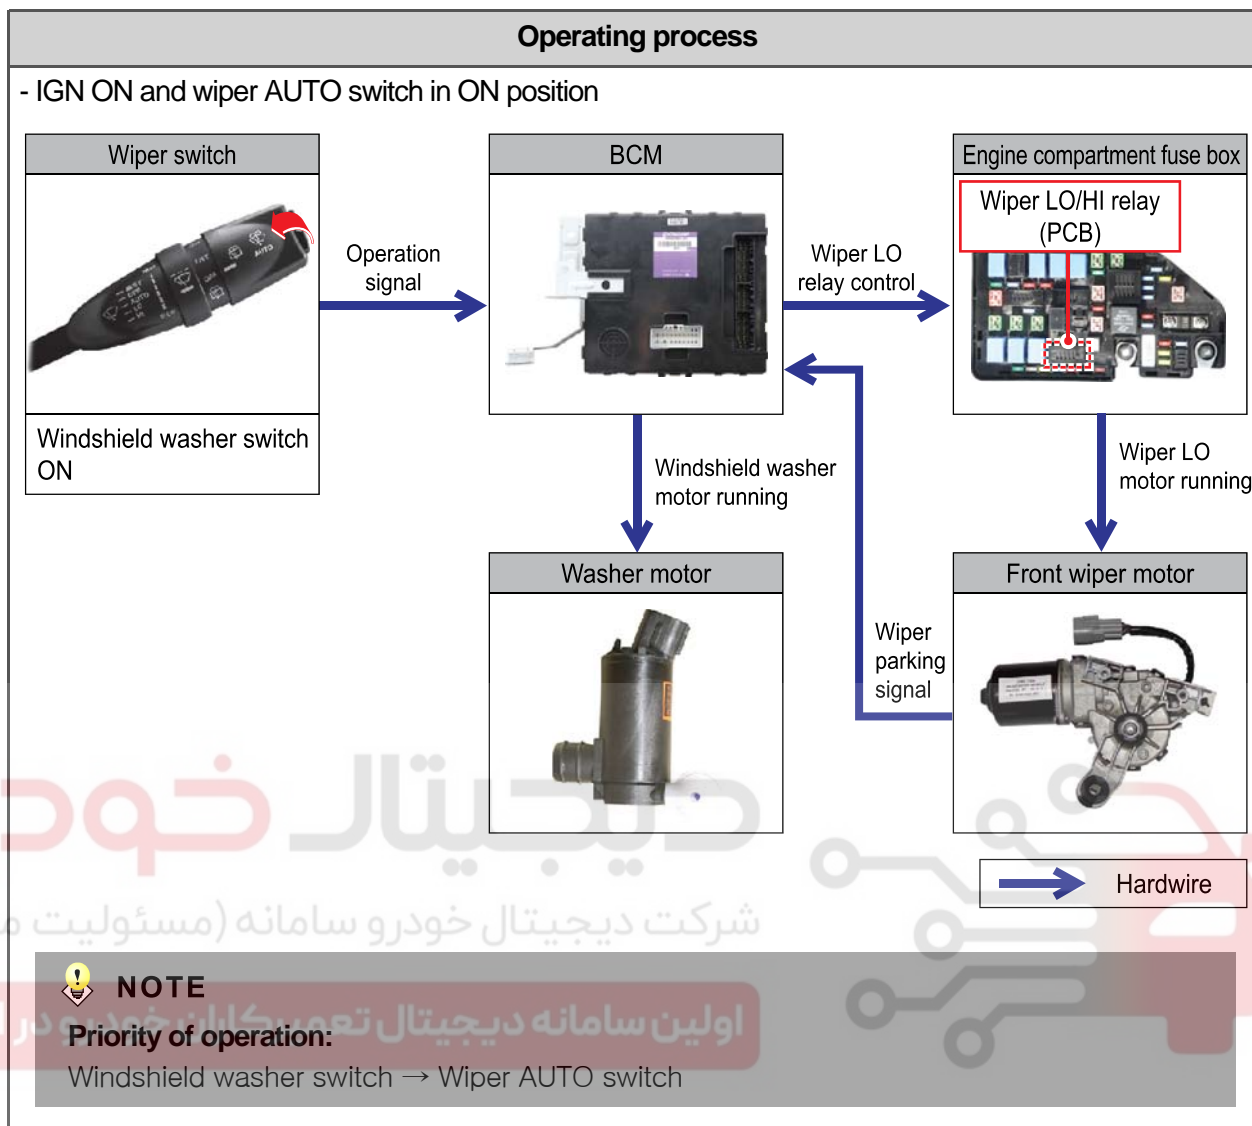 Operating process
- IGN ON and wiper AUTO switch in ON position
Wiper switch
BCM
Engine compartment fuse box
Wiper LO/HI relay
(PCB)
AUTO
Operation
signal
Wiper LO
relay control
Windshield washer switch
ON
Windshield washer
motor running
Wiper LO
motor running
Washer motor
Front wiper motor
Wiper
parking
signal
Hardwire
دیجیتال خود
شرکت دیجیتال خودرو سامانه (مسئولیت
اولین سامانه دیجیتال تعمیرکاران خودرو در
NOTE
Priority of operation:
Windshield washer switch → Wiper AUTO switch